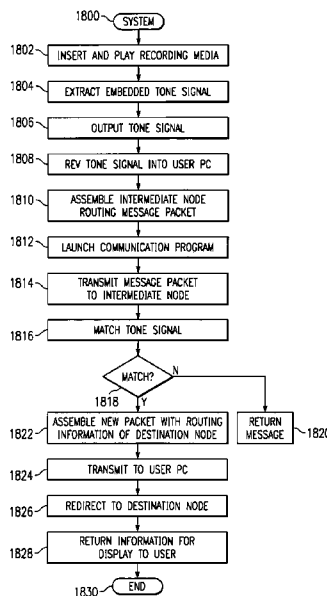 1800
SYSTEM
1802
INSERT AND PLAY RECORDING MEDIA
1804
EXTRACT EMBEDDED TONE SIGNAL
1806
OUTPUT TONE SIGNAL
1808
REV TONE SIGNAL INTO USER PC
1810
ASSEMBLE INTERMEDIATE NODE
ROUTING MESSAGE PACKET
1812
LAUNCH COMMUNICATION PROGRAM
1814
TRANSMIT MESSAGE PACKET
TO INTERMEDIATE NODE
1816
MATCH TONE SIGNAL
MATCH?
N
1818
Y
1822
ASSEMBLE NEW PACKET WITH ROUTING
INFORMATION OF DESTINATION NODE
RETURN
MESSAGE
1820
1824
TRANSMIT TO USER PC
1826
REDIRECT TO DESTINATION NODE
1828
RETURN INFORMATION FOR
DISPLAY TO USER
1830
END